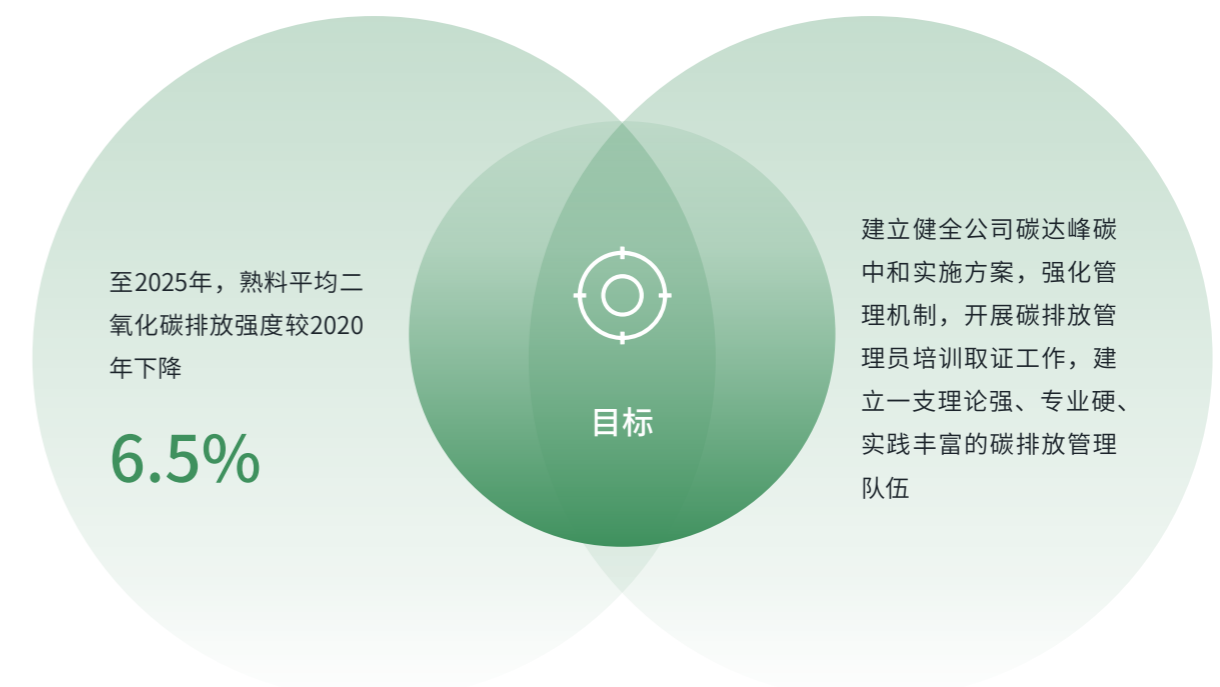 至2025年，熟料平均二
氧化碳排放强度较2020
年下降
6.5%
目标
建立健全公司碳达峰碳
中和实施方案，强化管
理机制，开展碳排放管
理员培训取证工作，建
立一支理论强、专业硬、
实践丰富的碳排放管理
队伍